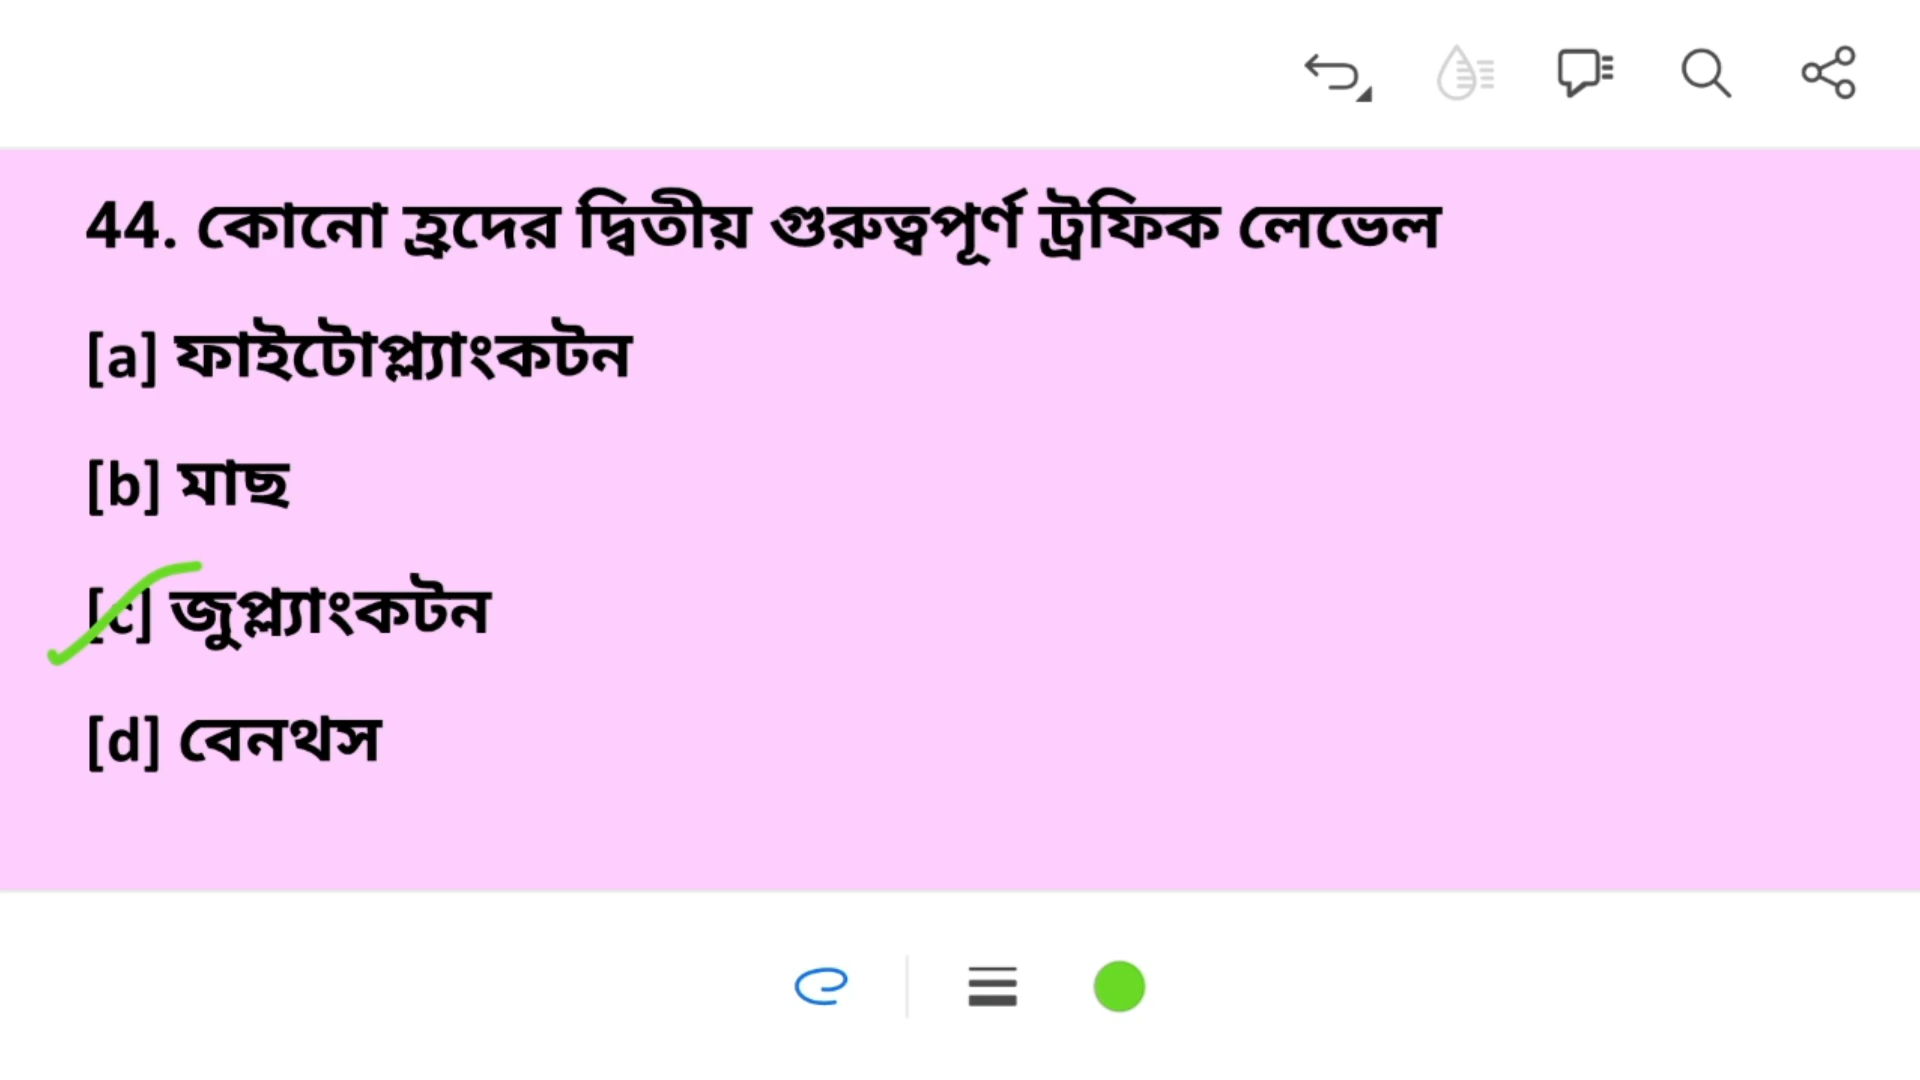 44. কোনো হ্রদের দ্বিতীয় গুরুত্বপূর্ণ ট্রফিক লেভেল
[a] ফাইটোপ্ল্যাংকটন
[b] মাছ
[c] জুপ্ল্যাংকটন
[d] বেনথস